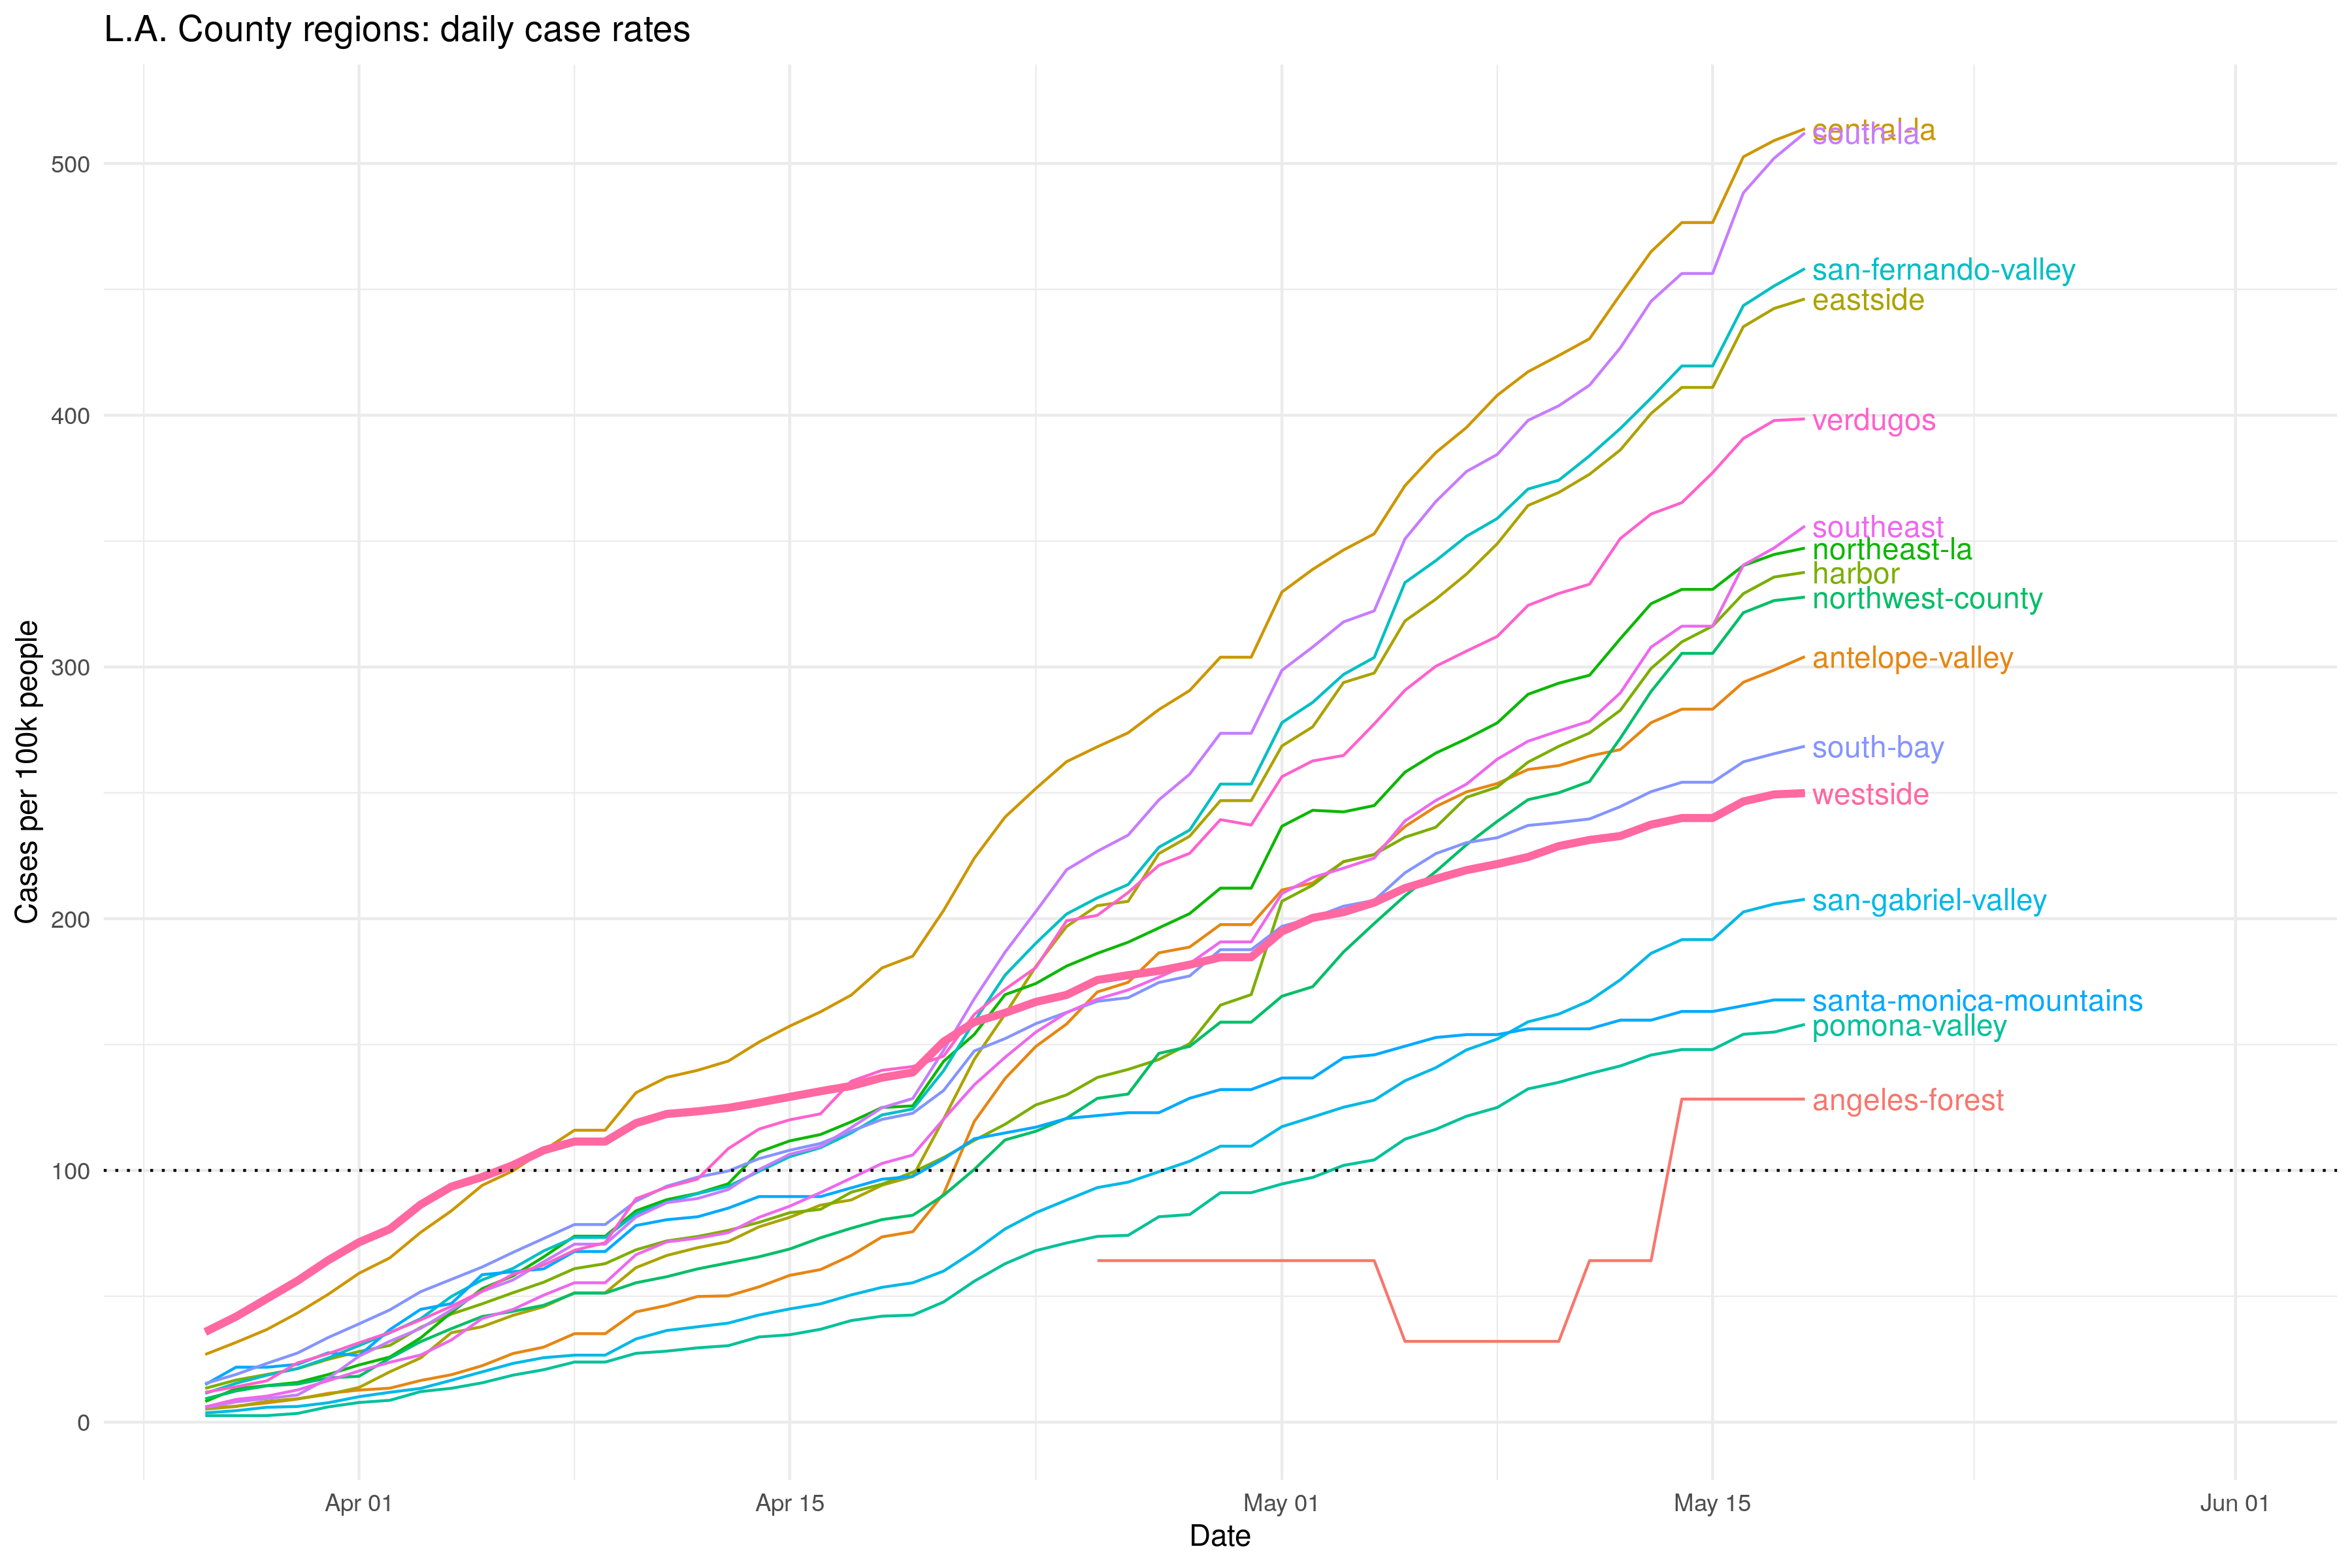 L.A. County regions: daily case rates
Cases per 100k people
500
400
300
200
100
0
central-la
south-la
san-fernando-valley
eastside
verdugos
southeast
northeast-la
harbor
northwest-county
antelope-valley
south-bay
westside
san-gabriel-valley
santa-monica-mountains
pomona-valley
angeles-forest
Apr 01
Apr 15
May 01
May 15
Jun 01
Date